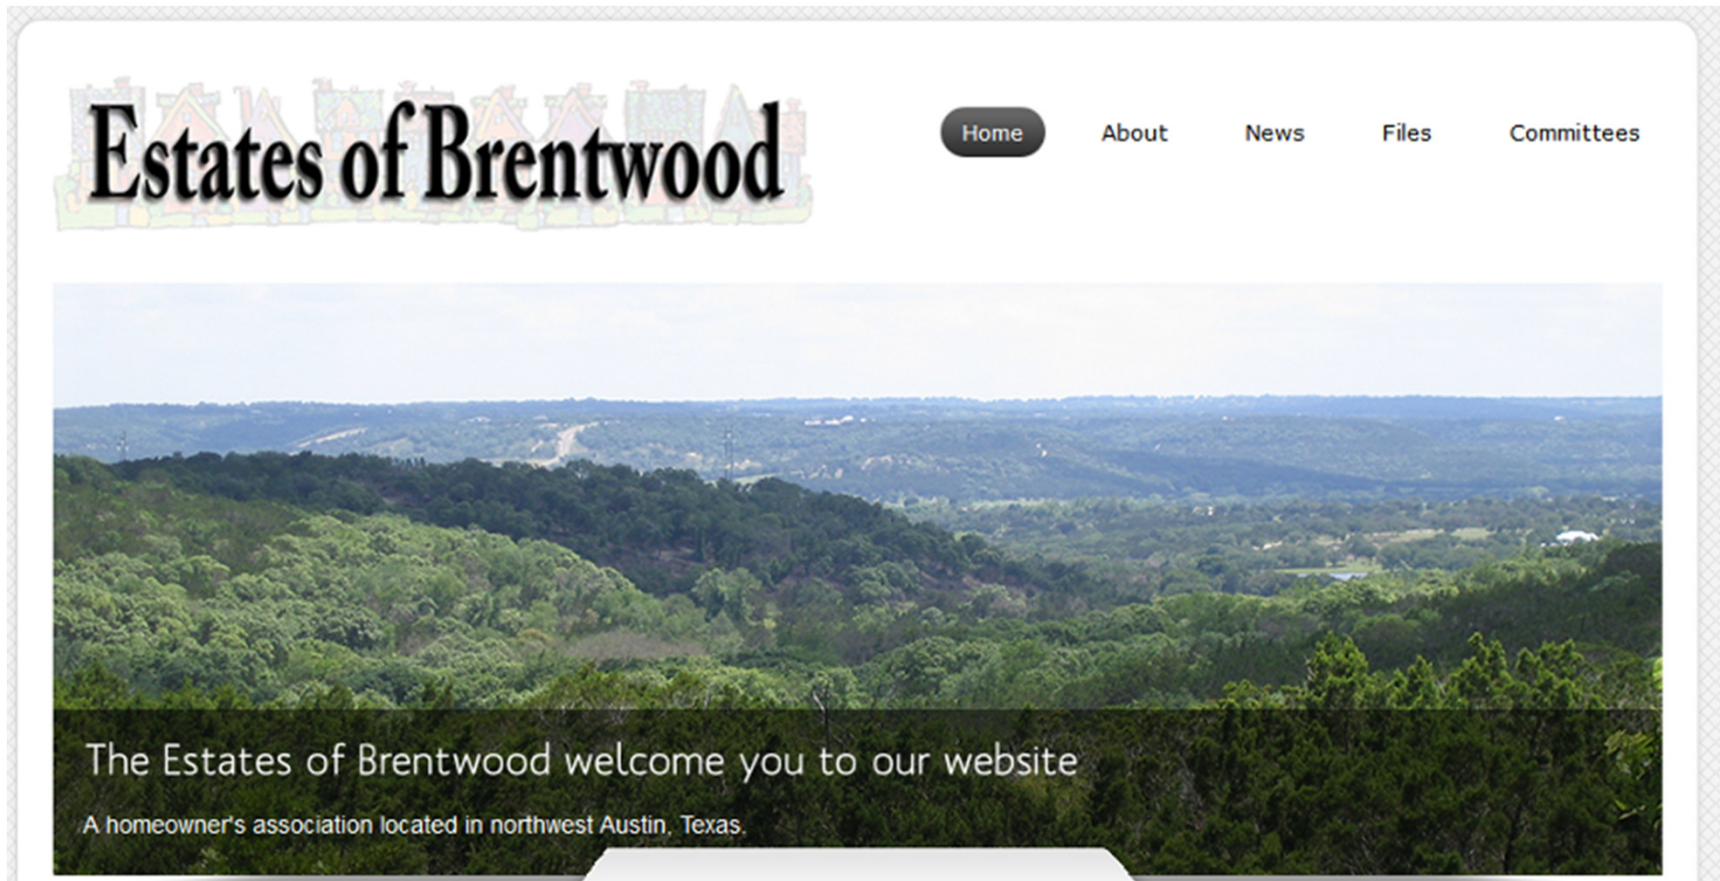 Estates of Brentwood
Home About News Files Committees
The Estates of Brentwood welcome you to our website
A homeowner's association located in northwest Austin, Texas.